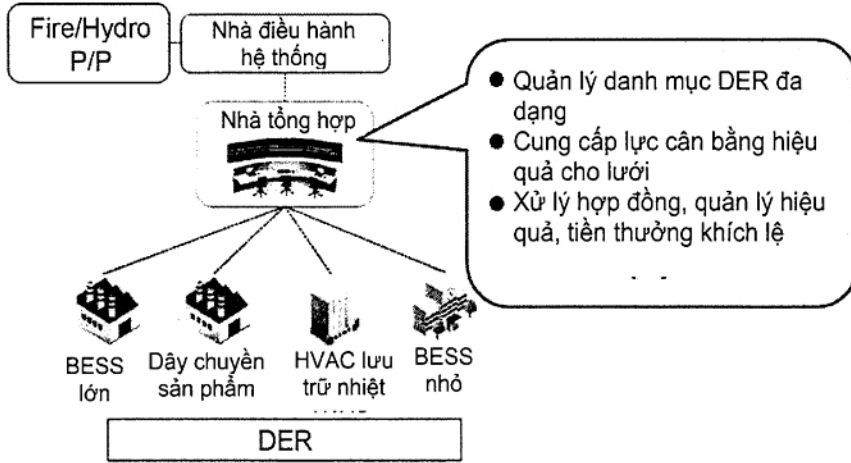 Fire/Hydro
P/P
Nhà điều hành
hệ thống
Nhà tổng hợp
● Quản lý danh mục DER đa
dạng
● Cung cấp lực cân bằng hiệu
quả cho lưới
● Xử lý hợp đồng, quản lý hiệu
quả, tiền thưởng khích lệ
BESS
lớn
Dây chuyền
sản phẩm
HVAC lưu
trữ nhiệt
BESS
nhỏ
DER